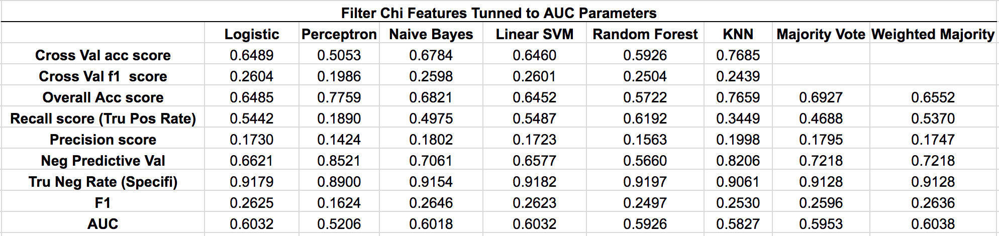 Filter Chi Features Tunned to AUC Parameters
Logistic Perceptron Naive Bayes Linear SVM Random Forest KNN Majority Vote Weighted Majority
Cross Val acc score 0.6489 0.5053 0.6784 0.6460 0.5926 0.7685
Cross Val f1 score 0.2604 0.1986 0.2598 0.2601 0.2504 0.2439
Overall Acc score 0.6485 0.7759 0.6821 0.6452 0.5722 0.7659 0.6927 0.6552
Recall score (Tru Pos Rate) 0.5442 0.1890 0.4975 0.5487 0.6192 0.3449 0.4688 0.5370
Precision score 0.1730 0.1424 0.1802 0.1723 0.1563 0.1998 0.1795 0.1747
Neg Predictive Val 0.6621 0.8521 0.7061 0.6577 0.5660 0.8206 0.7218 0.7218
Tru Neg Rate (Specifi) 0.9179 0.8900 0.9154 0.9182 0.9197 0.9061 0.9128 0.9128
F1 0.2625 0.1624 0.2646 0.2623 0.2497 0.2530 0.2596 0.2636
AUC 0.6032 0.5206 0.6018 0.6032 0.5926 0.5827 0.5953 0.6038